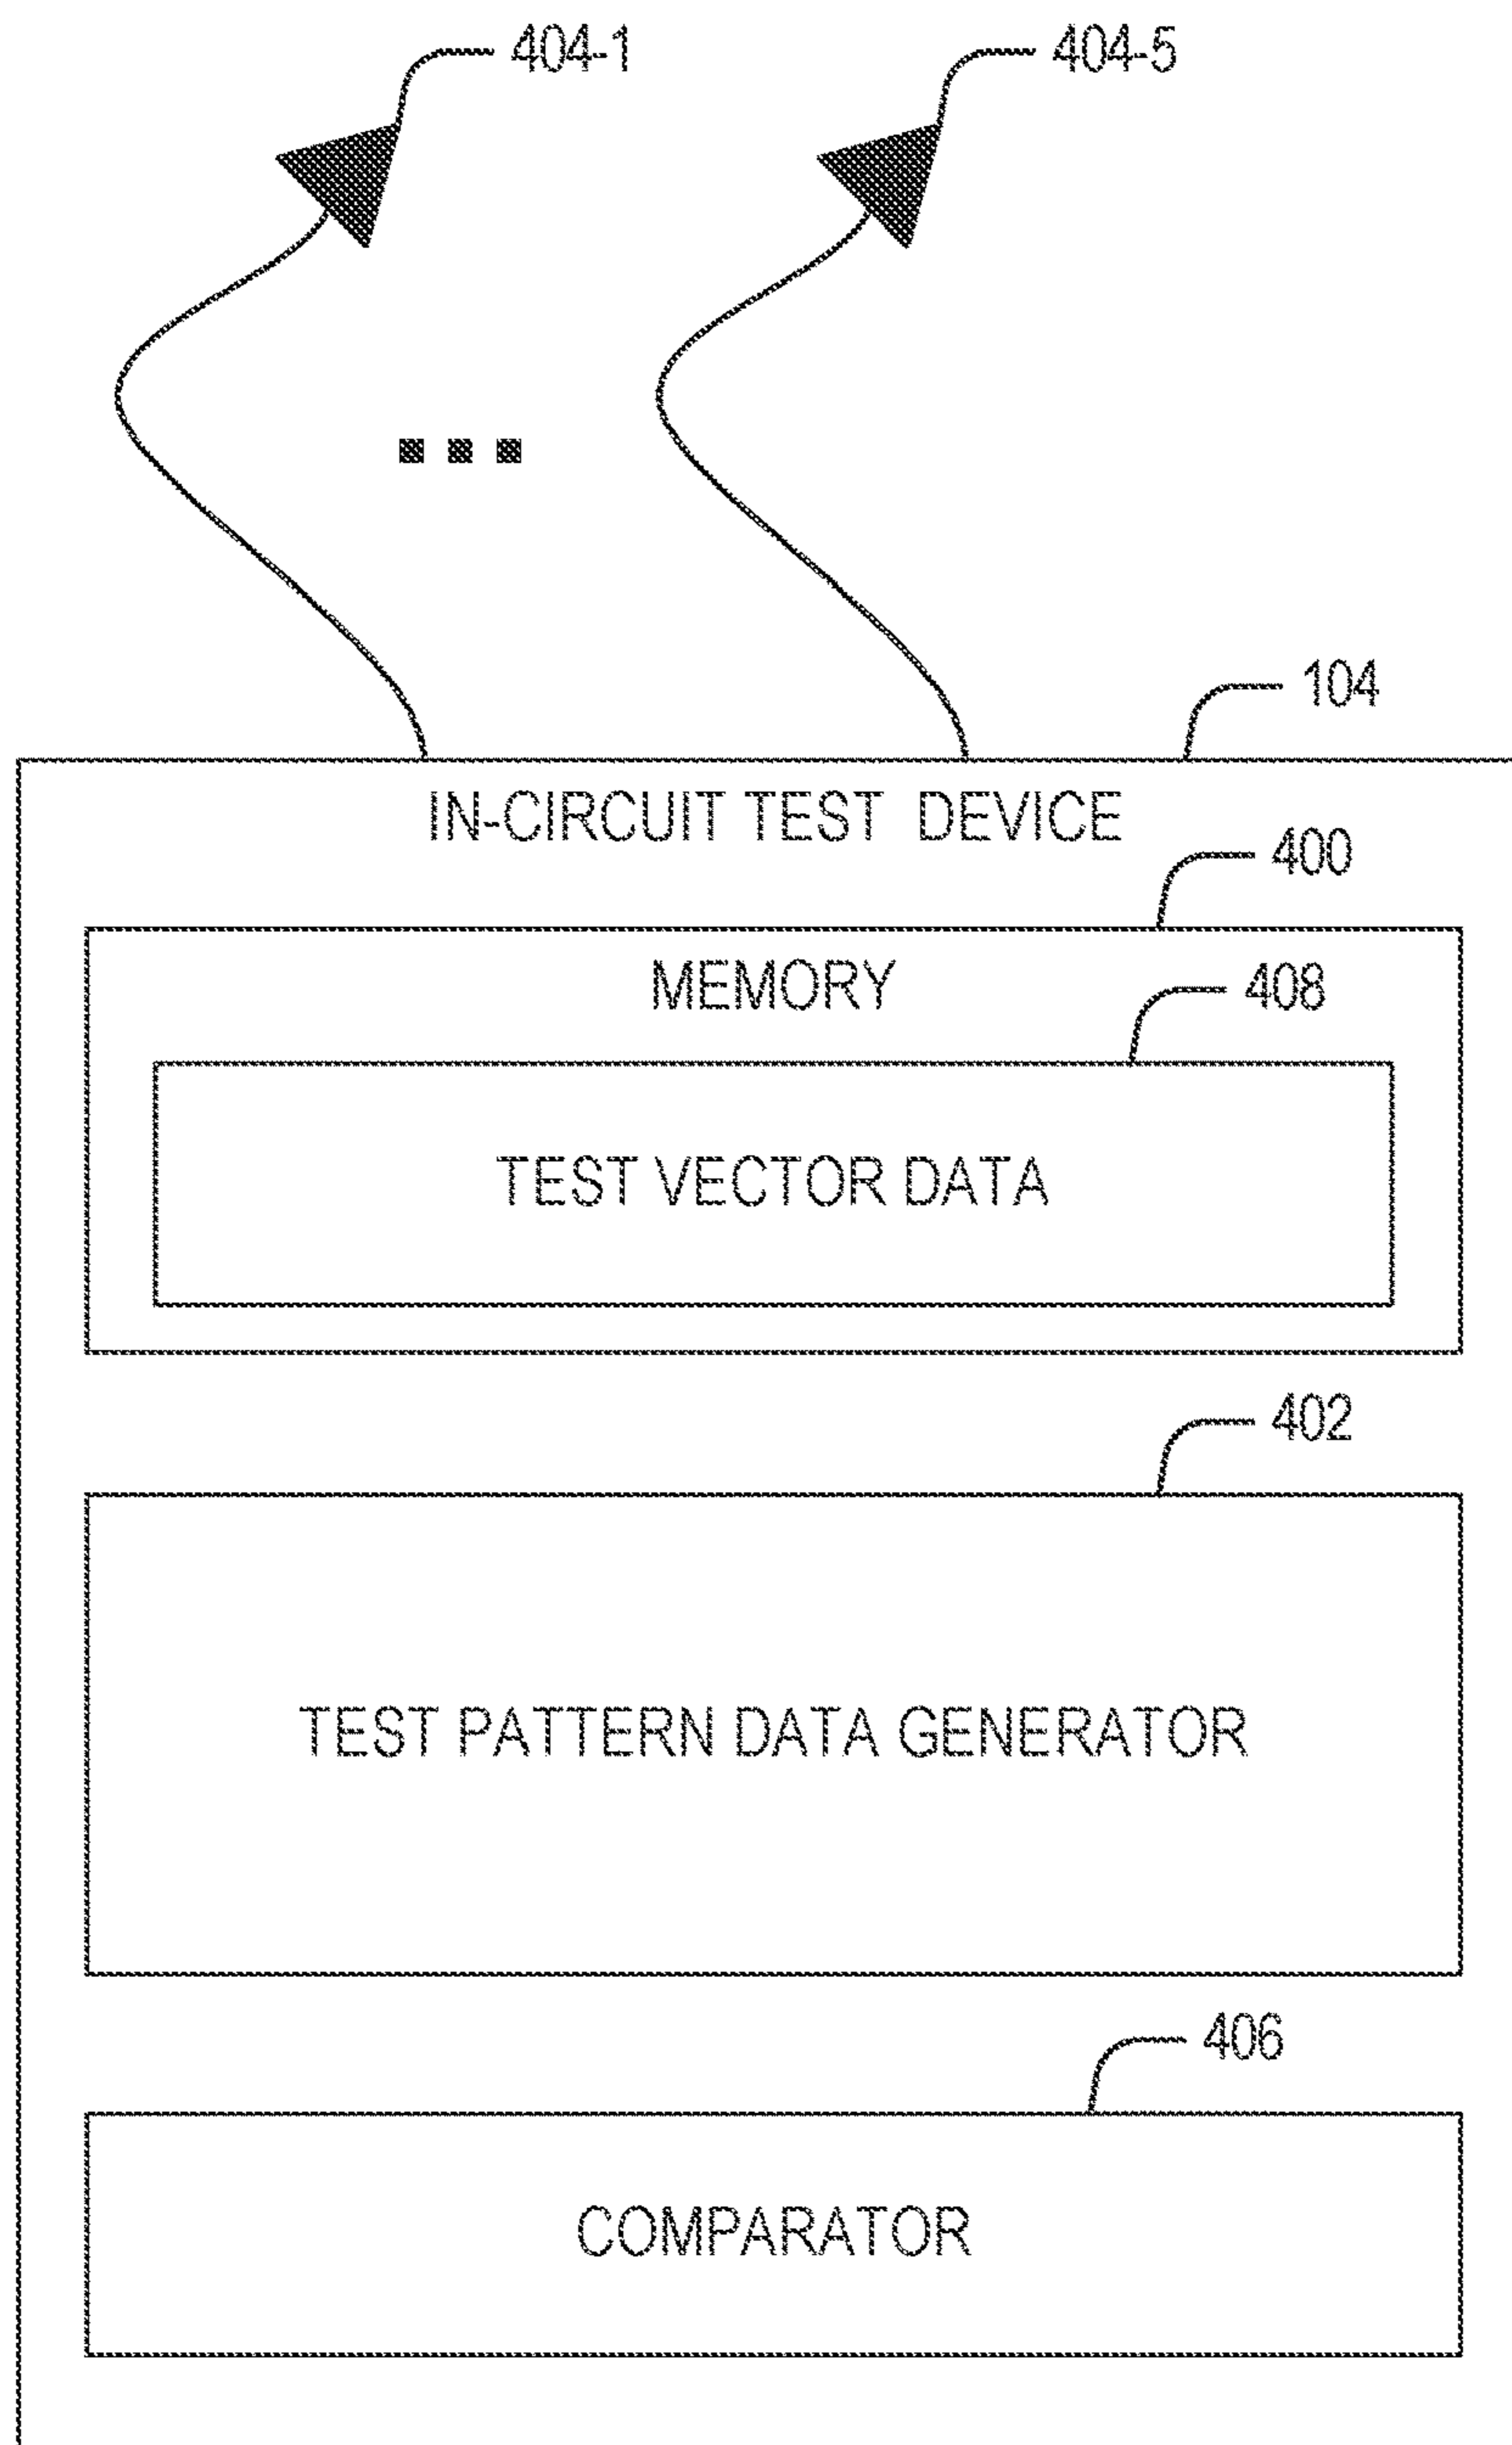 404-1
404-5
104
IN-CIRCUIT TEST DEVICE
400
MEMORY
408
TEST VECTOR DATA
402
TEST PATTERN DATA GENERATOR
406
COMPARATOR